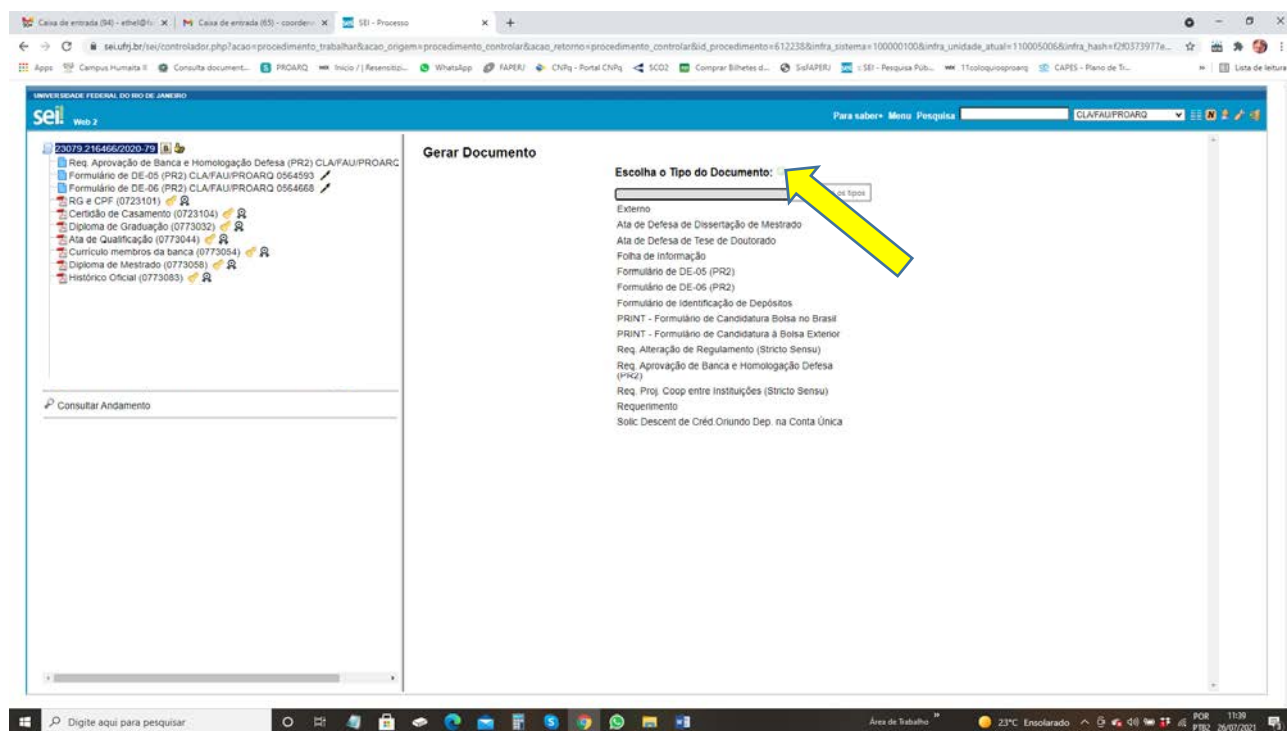 Caixa de entrada (94) - ethel@f
Caixa de entrada (65) - coorden
SEI - Processo
sei.ufrj.br/sei/controlador.php?acao=procedimento_trabalhar&acao_origem=procedimento_controlar&acao_retorno=procedimento_controlar&id_procedimento=612238&infra_sistema=100000100&infra_unidade_atual=110005006&infra_hash=f2f0373977e...
Apps Campus Humaita II Consulta document... PROARQ Inicio / | Resensitizi... WhatsApp FAPERJ CNPq - Portal CNPq SCD2 Comprar Bilhetes d... SisFAPERJ :: SEI - Pesquisa Púb... 11coloquioproarq CAPES - Plano de Tr... Lista de leitura
UNIVERSIDADE FEDERAL DO RIO DE JANEIRO
sei! Web 2
Para saber+ Menu Pesquisa CLA/FAU/PROARQ
23079.216466/2020-79
Req. Aprovação de Banca e Homologação Defesa (PR2) CLA/FAU/PROARQ
Formulário de DE-05 (PR2) CLA/FAU/PROARQ 0564593
Formulário de DE-06 (PR2) CLA/FAU/PROARQ 0564668
RG e CPF (0723101)
Certidão de Casamento (0723104)
Diploma de Graduação (0773032)
Ata de Qualificação (0773044)
Curriculo membros da banca (0773054)
Diploma de Mestrado (0773058)
Histórico Oficial (0773083)
Consultar Andamento
Gerar Documento
Escolha o Tipo do Documento:
os tipos
Externo
Ata de Defesa de Dissertação de Mestrado
Ata de Defesa de Tese de Doutorado
Folha de Informação
Formulário de DE-05 (PR2)
Formulário de DE-06 (PR2)
Formulário de Identificação de Depósitos
PRINT - Formulário de Candidatura Bolsa no Brasil
PRINT - Formulário de Candidatura à Bolsa Exterior
Req. Alteração de Regulamento (Stricto Sensu)
Req. Aprovação de Banca e Homologação Defesa
(PR2)
Req. Proj. Coop entre Instituições (Stricto Sensu)
Requerimento
Solic Descent de Créd.Oriundo Dep. na Conta Única
Digite aqui para pesquisar
Área de Trabalho
23°C Ensolarado
POR 11:39
PTB2 26/07/2021